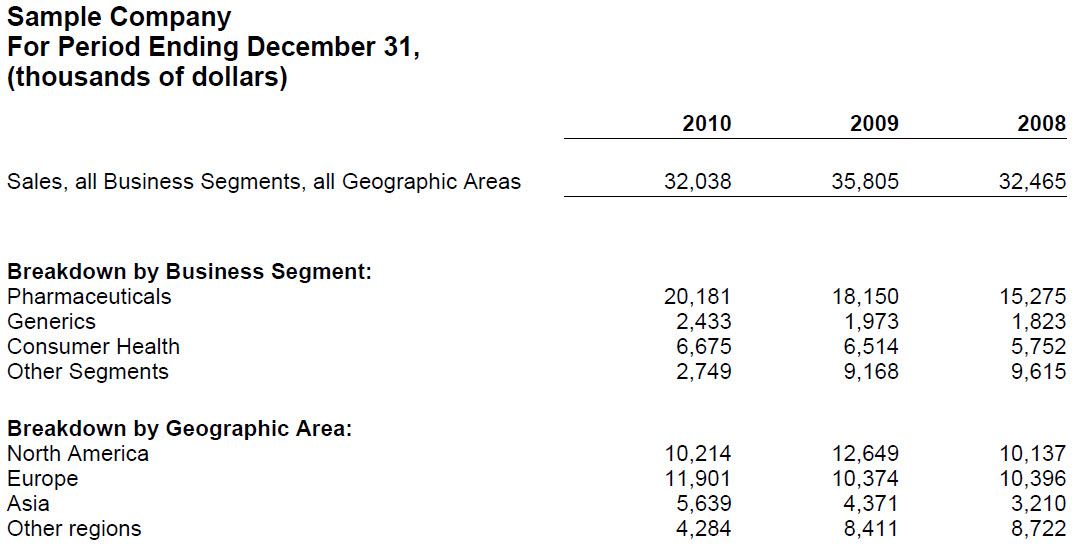 Sample Company
For Period Ending December 31,
(thousands of dollars)
2010 2009 2008
Sales, all Business Segments, all Geographic Areas 32,038 35,805 32,465
Breakdown by Business Segment:
Pharmaceuticals 20,181 18,150 15,275
Generics 2,433 1,973 1,823
Consumer Health 6,675 6,514 5,752
Other Segments 2,749 9,168 9,615
Breakdown by Geographic Area:
North America 10,214 12,649 10,137
Europe 11,901 10,374 10,396
Asia 5,639 4,371 3,210
Other regions 4,284 8,411 8,722